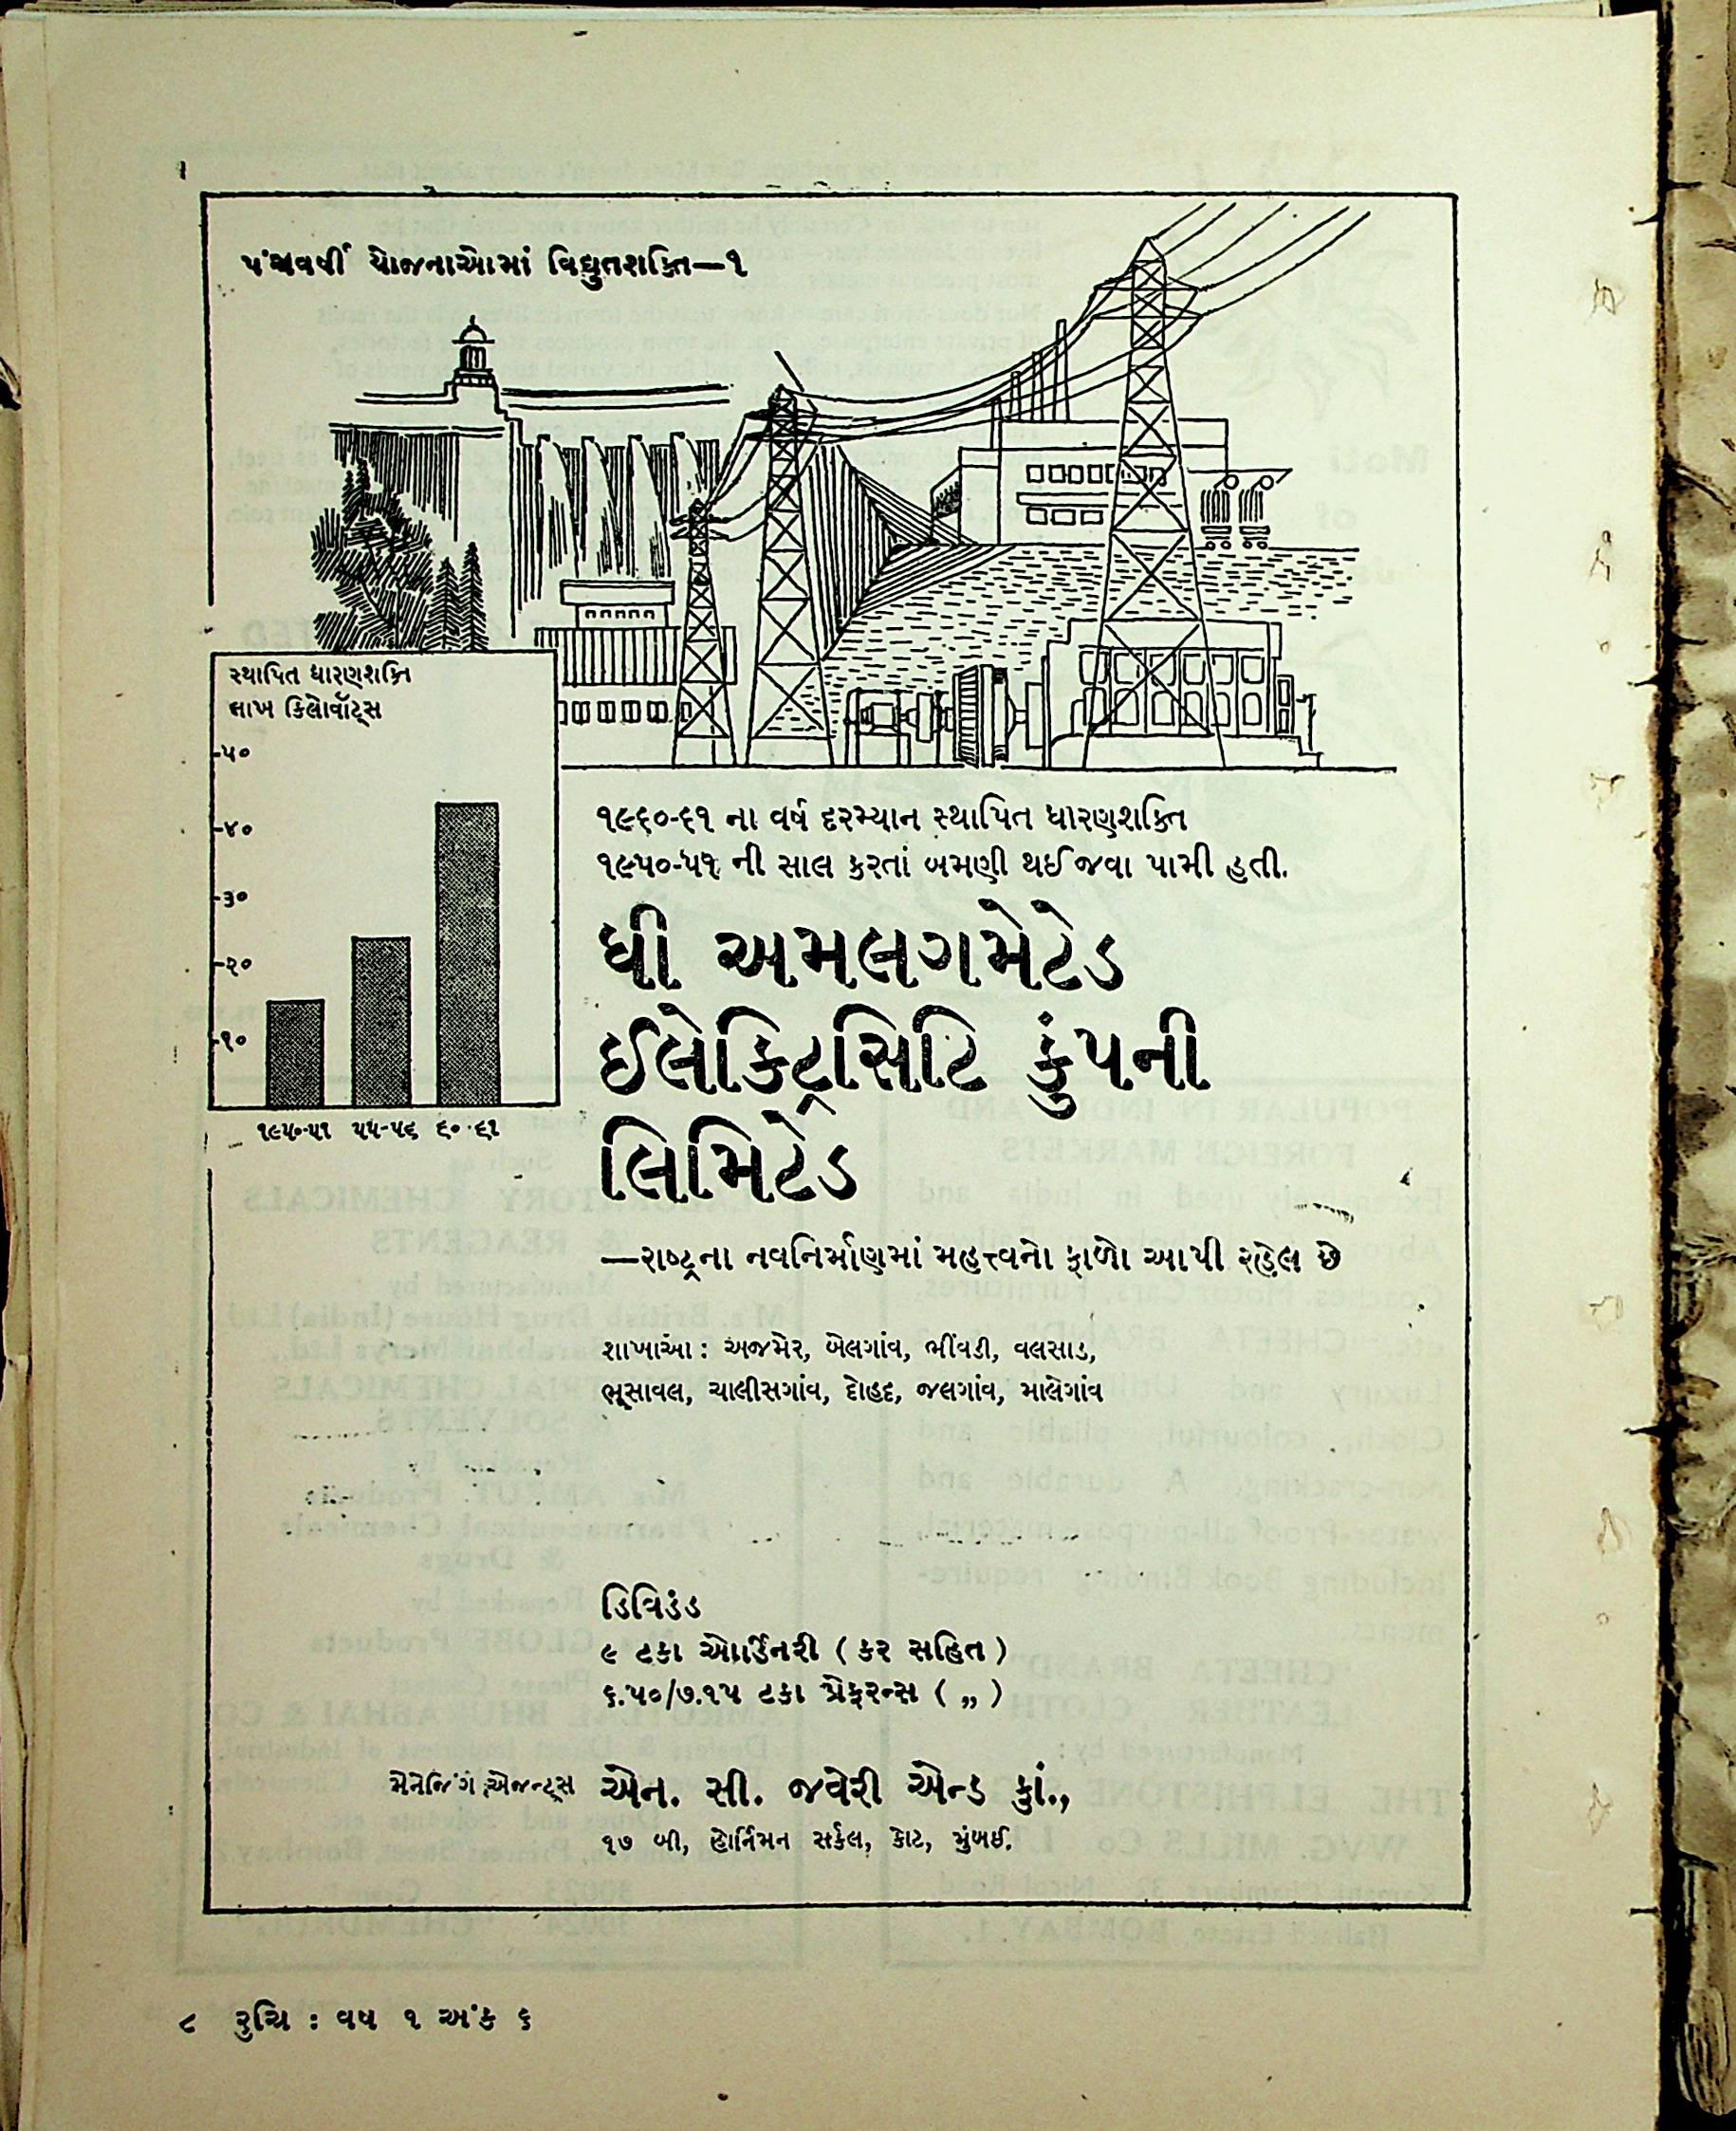 પંચવર્ષી યોજનાઓમાં વિદ્યુતશક્તિ—૧
સ્થાપિત ધારણશક્તિ
લાખ કિલોવૉટ્સ
૫૦
૪૦
૩૦
૨૦
૧૦
૧૯૫૦-૫૧ ૫૫-૫૬ ૬૦-૬૧
૧૯૬૦-૬૧ ના વર્ષ દરમ્યાન સ્થાપિત ધારણશક્તિ
૧૯૫૦-૫૧ ની સાલ કરતાં બમણી થઈ જવા પામી હતી.
ધી અમલગમેટેડ
ઈલેક્ટ્રિસિટિ કુંપની
લિમિટેડ
—રાષ્ટ્રના નવનિર્માણમાં મહત્ત્વનો ફાળો આપી રહેલ છે
શાખાઓ : અજમેર, બેલગાંવ, ભીંવડી, વલસાડ,
ભૂસાવલ, ચાલીસગાંવ, દોહદ, જલગાંવ, માલેગાંવ
ડિવિડંડ
૯ ટકા ઓર્ડિનરી ( કર સહિત )
૬.૫૦/૭.૧૫ ટકા પ્રેફરન્સ ( ,, )
મેનેજિંગ એજન્ટ્સ એન. સી. જવેરી એન્ડ કાું.,
૧૭ બી, હોર્નિમન સર્કલ, કોટ, મુંબઈ.
૮ રુચિ : વષ ૧ અંક ૬